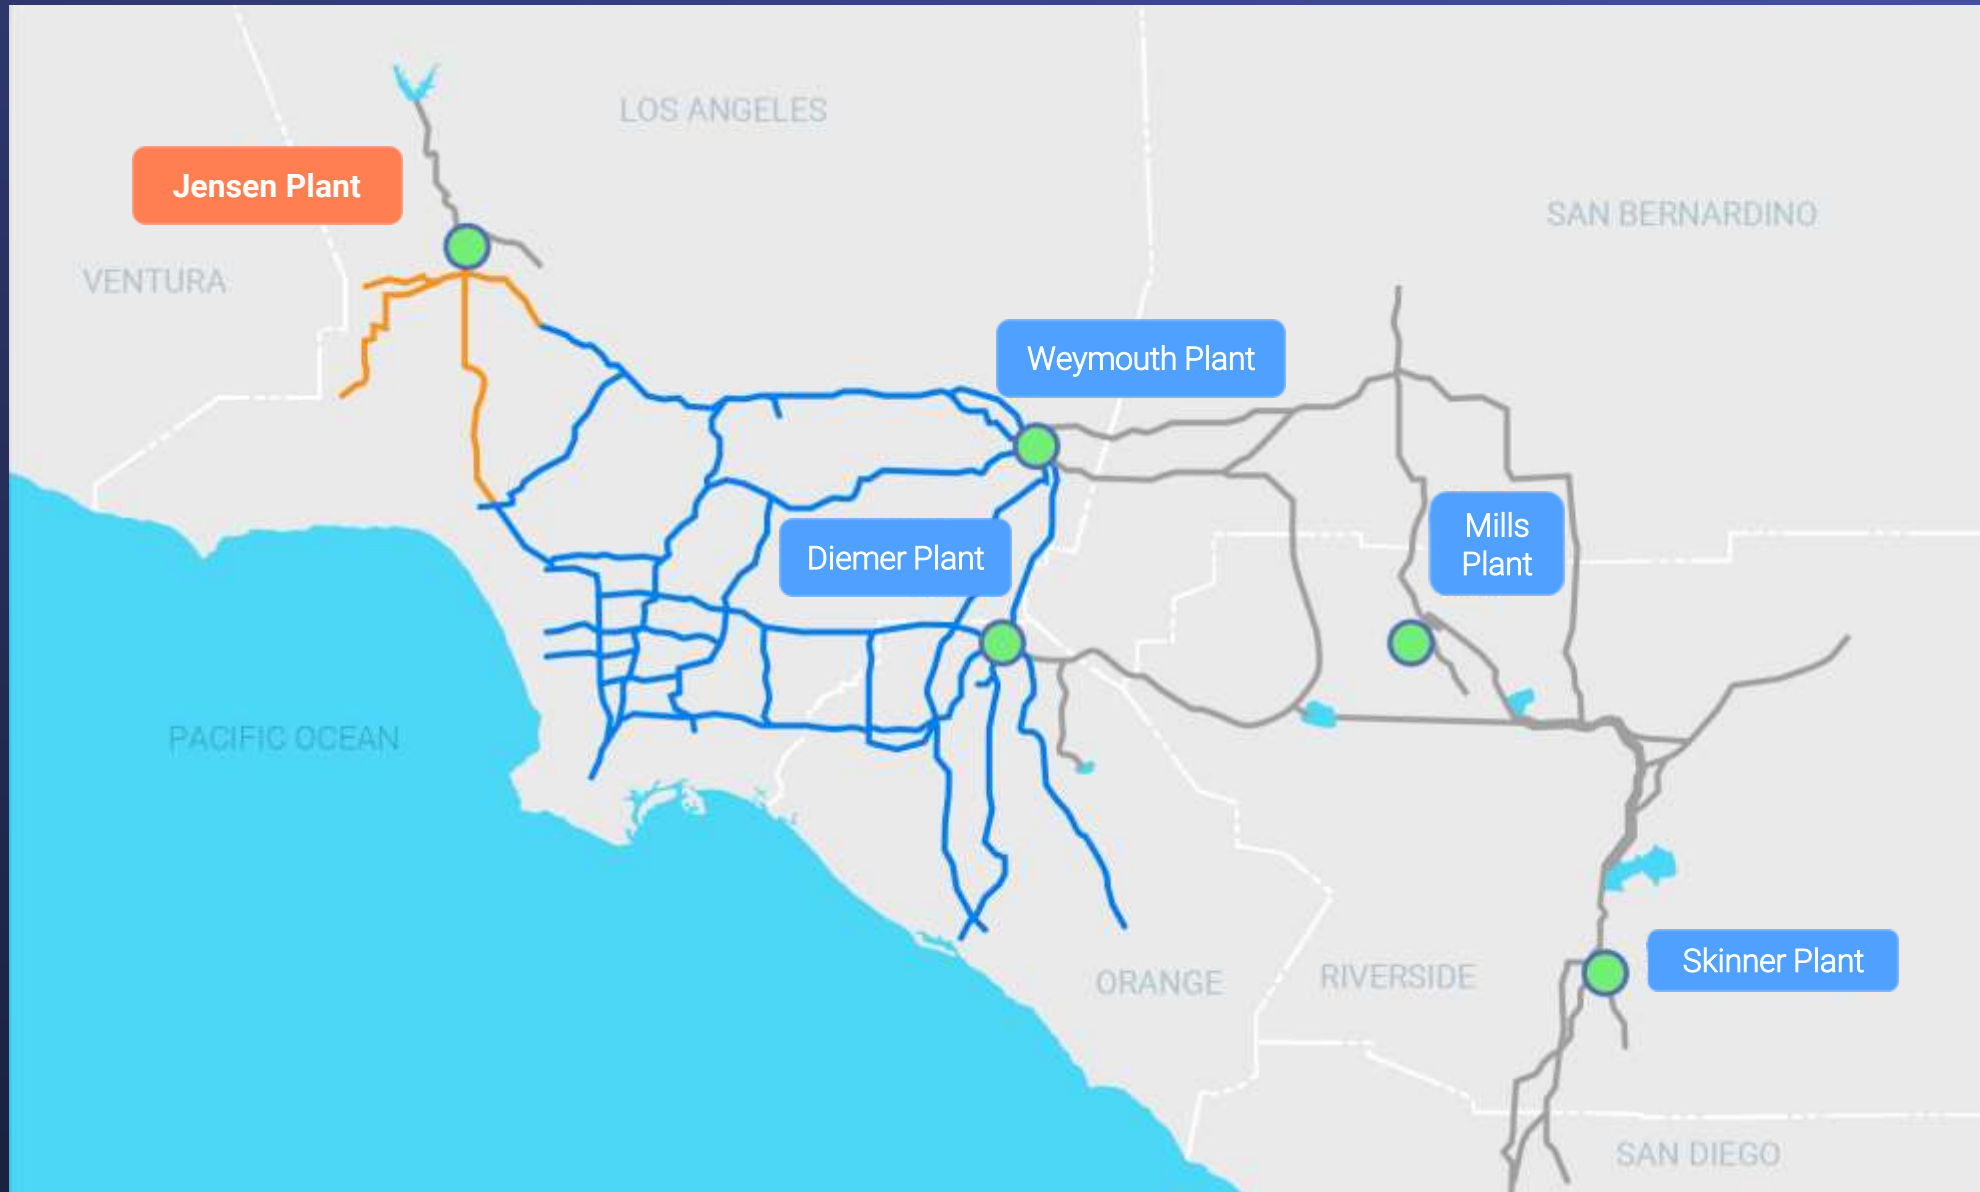 LOS ANGELES
Jensen Plant
SAN BERNARDINO
VENTURA
Weymouth Plant
Mills
Plant
Diemer Plant
PACIFIC OCEAN
Skinner Plant
ORANGE
RIVERSIDE
SAN DIEGO